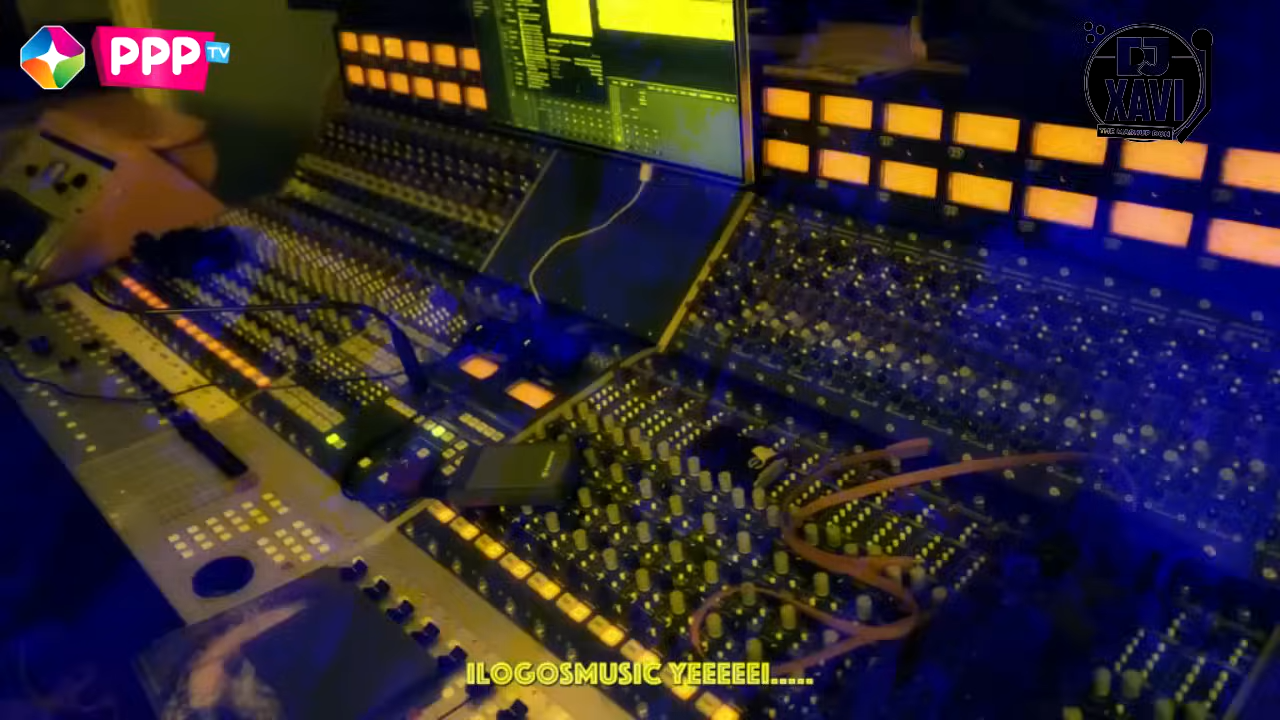 PPP
TV
DJ
XAVI
THE MASHUP DON
ILOGOSMUSIC YEEEEEI.....